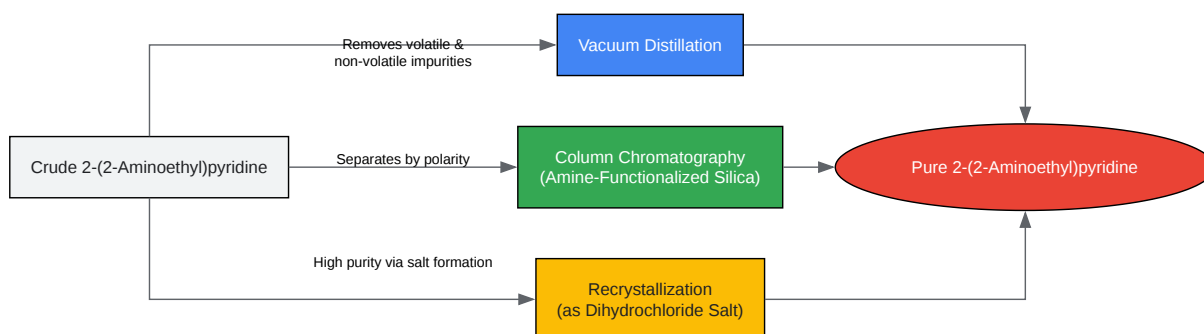 Removes volatile &
non-volatile impurities
Vacuum Distillation
Crude 2-(2-Aminoethyl)pyridine
Separates by polarity
Column Chromatography
(Amine-Functionalized Silica)
Pure 2-(2-Aminoethyl)pyridine
High purity via salt formation
Recrystallization
(as Dihydrochloride Salt)